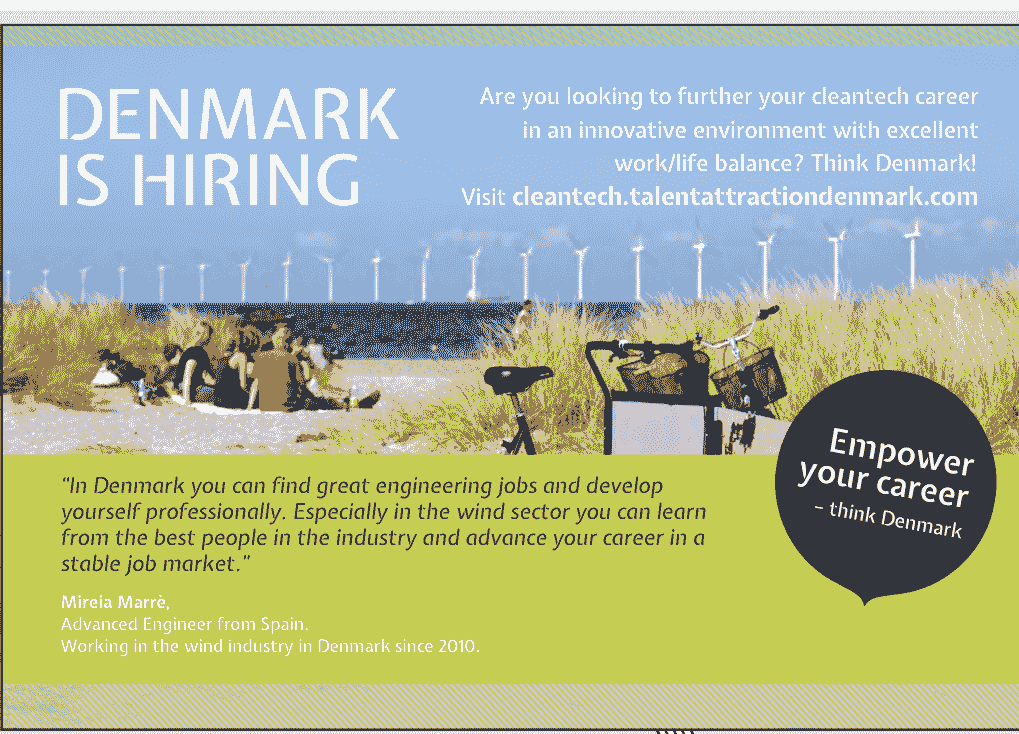 DENMARK
IS HIRING
Are you looking to further your cleantech career
in an innovative environment with excellent
work/life balance? Think Denmark!
Visit cleantech.talentattractiondenmark.com
"In Denmark you can find great engineering jobs and develop
yourself professionally. Especially in the wind sector you can learn
from the best people in the industry and advance your career in a
stable job market."
Mireia Marrè,
Advanced Engineer from Spain.
Working in the wind industry in Denmark since 2010.
Empower
your career
– think Denmark